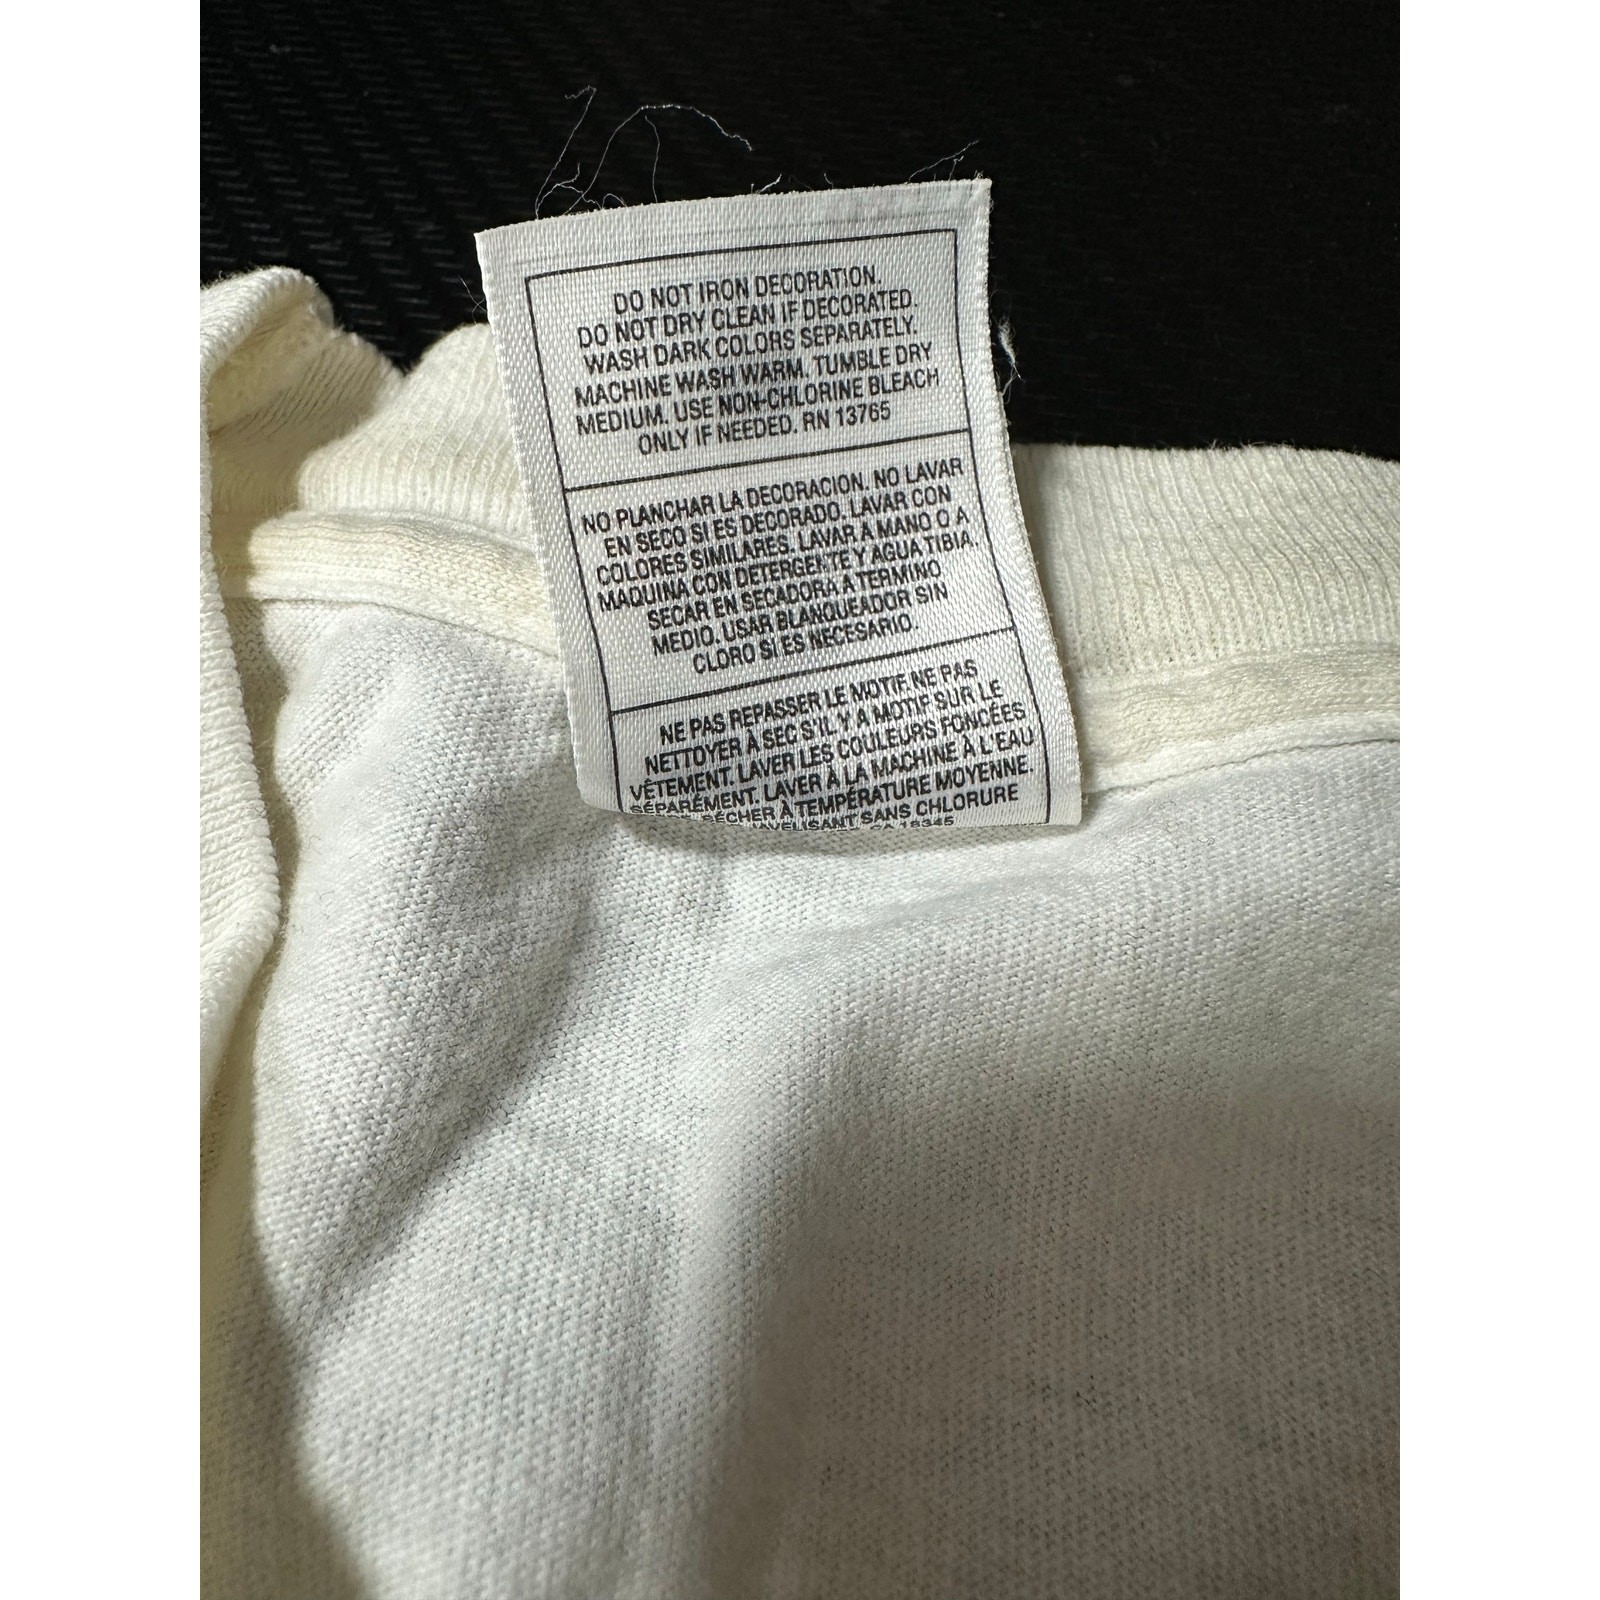 DO NOT IRON DECORATION.
DO NOT DRY CLEAN IF DECORATED.
WASH DARK COLORS SEPARATELY.
MACHINE WASH WARM. TUMBLE DRY
MEDIUM. USE NON-CHLORINE BLEACH
ONLY IF NEEDED. RN 13765
NO PLANCHAR LA DECORACION. NO LAVAR
EN SECO SI ES DECORADO. LAVAR CON
COLORES SIMILARES. LAVAR A MANO O A
MAQUINA CON DETERGENTE Y AGUA TIBIA.
SECAR EN SECADORA A TERMINO
MEDIO. USAR BLANQUEADOR SIN
CLORO SI ES NECESARIO.
NE PAS REPASSER LE MOTIF. NE PAS
NETTOYER À SEC S'IL Y A MOTIF SUR LE
VÊTEMENT. LAVER LES COULEURS FONCÉES
SÉPARÉMENT. LAVER À LA MACHINE À L'EAU
SÉCHER À TEMPÉRATURE MOYENNE.
SANS CHLORURE
CA 18345